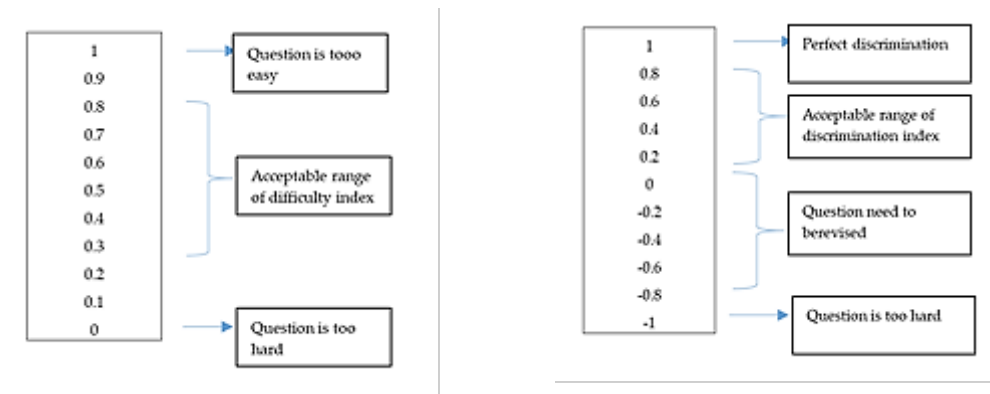 1
0.9
0.8
0.7
0.6
0.5
0.4
0.3
0.2
0.1
0
Question is tooo
easy
Acceptable range
of difficulty index
Question is too
hard
1
0.8
0.6
0.4
0.2
0
-0.2
-0.4
-0.6
-0.8
-1
Perfect discrimination
Acceptable range of
discrimination index
Question need to
berevised
Question is too hard